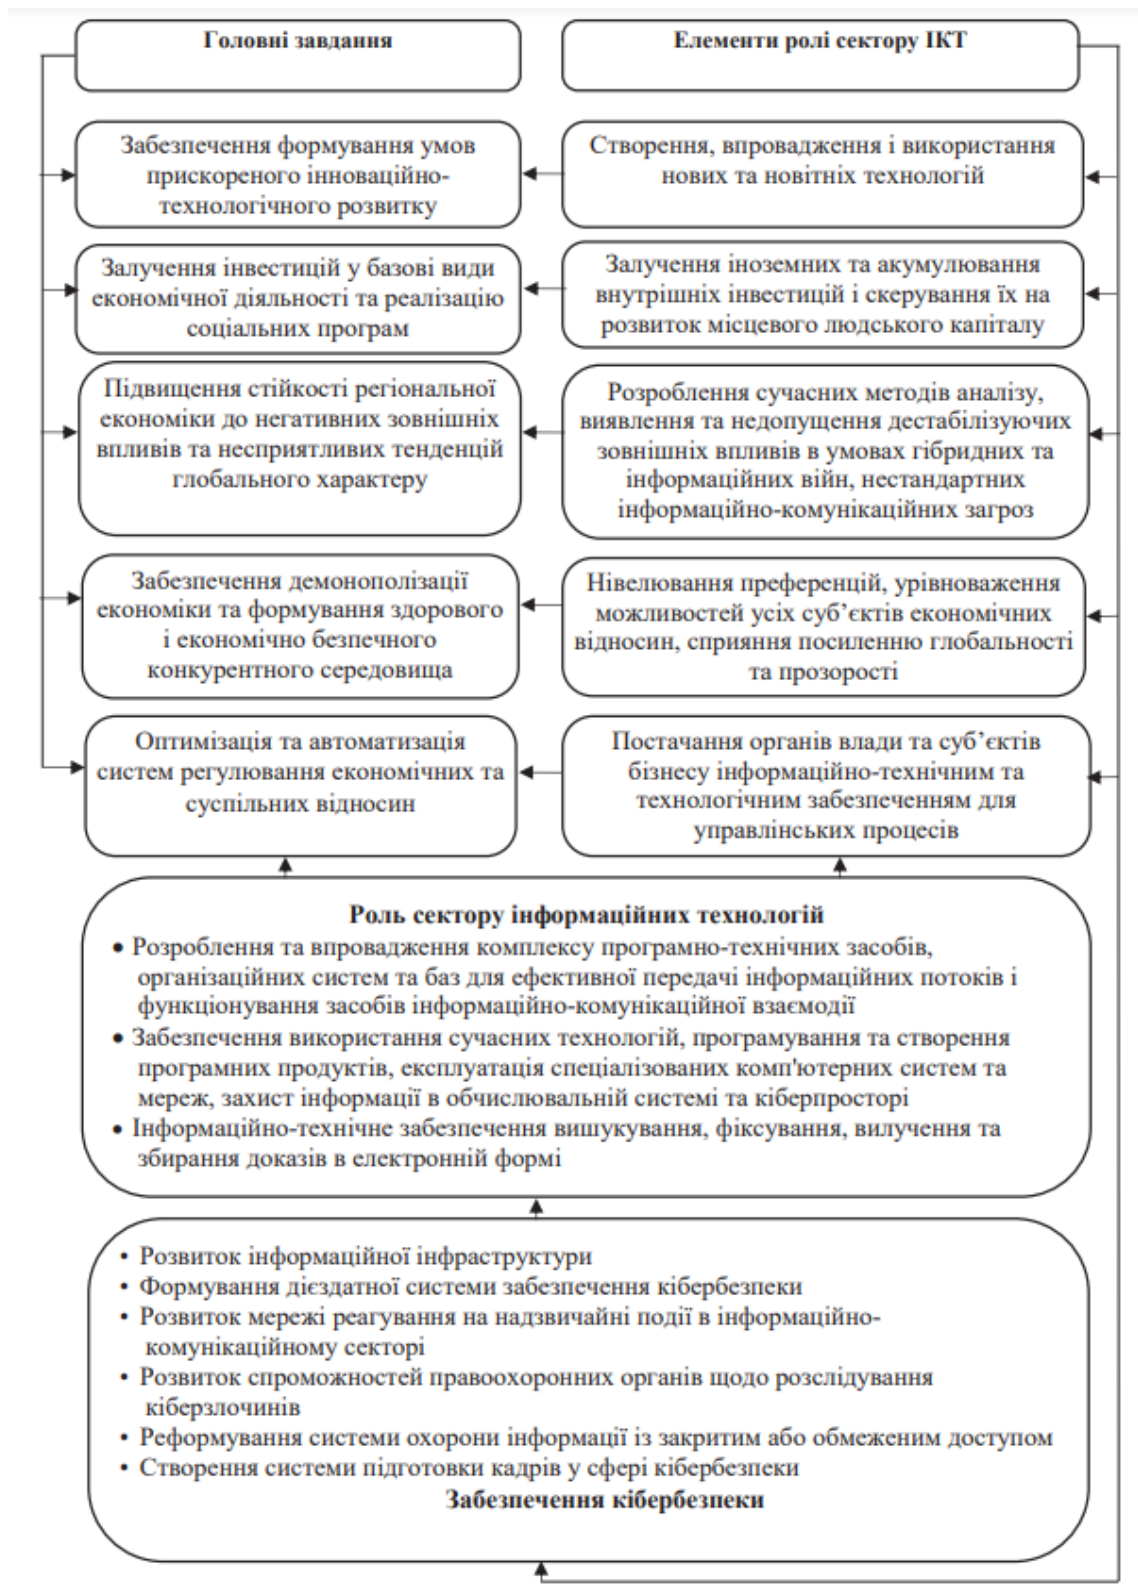 Головні завдання
Елементи ролі сектору ІКТ
Забезпечення формування умов
прискореного інноваційно-
технологічного розвитку
Створення, впровадження і використання
нових та новітніх технологій
Залучення інвестицій у базові види
економічної діяльності та реалізацію
соціальних програм
Залучення іноземних та акумулювання
внутрішніх інвестицій і скерування їх на
розвиток місцевого людського капіталу
Підвищення стійкості регіональної
економіки до негативних зовнішніх
впливів та несприятливих тенденцій
глобального характеру
Розроблення сучасних методів аналізу,
виявлення та недопущення дестабілізуючих
зовнішніх впливів в умовах гібридних та
інформаційних війн, нестандартних
інформаційно-комунікаційних загроз
Забезпечення демонополізації
економіки та формування здорового
і економічно безпечного
конкурентного середовища
Нівелювання преференцій, урівноваження
можливостей усіх суб’єктів економічних
відносин, сприяння посиленню глобальності
та прозорості
Оптимізація та автоматизація
систем регулювання економічних та
суспільних відносин
Постачання органів влади та суб’єктів
бізнесу інформаційно-технічним та
технологічним забезпеченням для
управлінських процесів
Роль сектору інформаційних технологій
• Розроблення та впровадження комплексу програмно-технічних засобів,
організаційних систем та баз для ефективної передачі інформаційних потоків і
функціонування засобів інформаційно-комунікаційної взаємодії
• Забезпечення використання сучасних технологій, програмування та створення
програмних продуктів, експлуатація спеціалізованих комп'ютерних систем та
мереж, захист інформації в обчислювальній системі та кіберпросторі
• Інформаційно-технічне забезпечення вишукування, фіксування, вилучення та
збирання доказів в електронній формі
• Розвиток інформаційної інфраструктури
• Формування дієздатної системи забезпечення кібербезпеки
• Розвиток мережі реагування на надзвичайні події в інформаційно-
комунікаційному секторі
• Розвиток спроможностей правоохоронних органів щодо розслідування
кіберзлочинів
• Реформування системи охорони інформації із закритим або обмеженим доступом
• Створення системи підготовки кадрів у сфері кібербезпеки
Забезпечення кібербезпеки